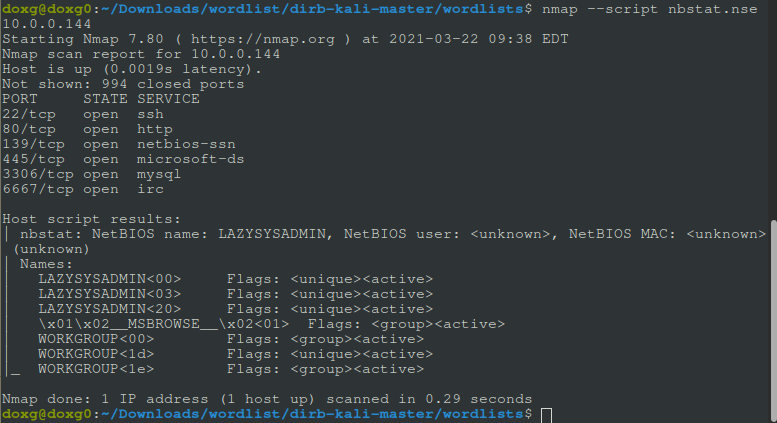 doxg@doxg0:~/Downloads/wordlist/dirb-kali-master/wordlists$ nmap --script nbstat.nse
10.0.0.144
Starting Nmap 7.80 ( https://nmap.org ) at 2021-03-22 09:38 EDT
Nmap scan report for 10.0.0.144
Host is up (0.0019s latency).
Not shown: 994 closed ports
PORT     STATE SERVICE
22/tcp   open  ssh
80/tcp   open  http
139/tcp  open  netbios-ssn
445/tcp  open  microsoft-ds
3306/tcp open  mysql
6667/tcp open  irc

Host script results:
| nbstat: NetBIOS name: LAZYSYSADMIN, NetBIOS user: <unknown>, NetBIOS MAC: <unknown>
 (unknown)
| Names:
|   LAZYSYSADMIN<00>     Flags: <unique><active>
|   LAZYSYSADMIN<03>     Flags: <unique><active>
|   LAZYSYSADMIN<20>     Flags: <unique><active>
|   \x01\x02__MSBROWSE__\x02<01>  Flags: <group><active>
|   WORKGROUP<00>        Flags: <group><active>
|   WORKGROUP<1d>        Flags: <unique><active>
|_  WORKGROUP<1e>        Flags: <group><active>

Nmap done: 1 IP address (1 host up) scanned in 0.29 seconds
doxg@doxg0:~/Downloads/wordlist/dirb-kali-master/wordlists$